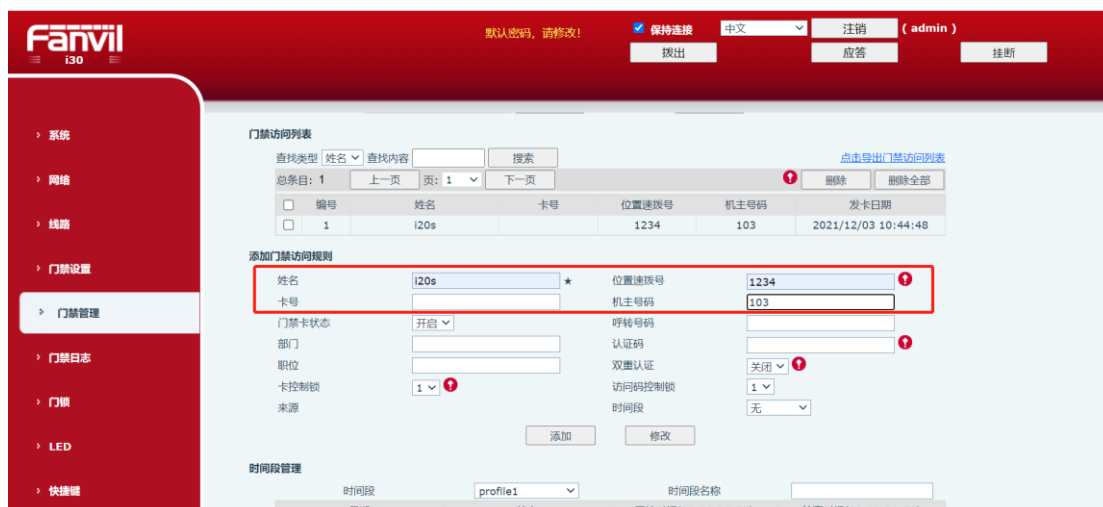 Fanvil
i30
默认密码，请修改!
保持连接 中文 注销 ( admin )
拨出 应答 挂断
系统
网络
线路
门禁设置
门禁管理
门禁日志
门锁
LED
快捷键
门禁访问列表
查找类型 姓名 查找内容 搜索 点击导出门禁访问列表
总条目: 1 上一页 页: 1 下一页 删除 删除全部
编号 姓名 卡号 位置速拨号 机主号码 发卡日期
1 i20s 1234 103 2021/12/03 10:44:48
添加门禁访问规则
姓名 i20s ★ 位置速拨号 1234
卡号 机主号码 103
门禁卡状态 开启 呼转号码
部门 认证码
职位 双重认证 关闭
卡控制锁 1 访问码控制锁 1
来源 时间段 无
添加 修改
时间段管理
时间段 profile1 时间段名称